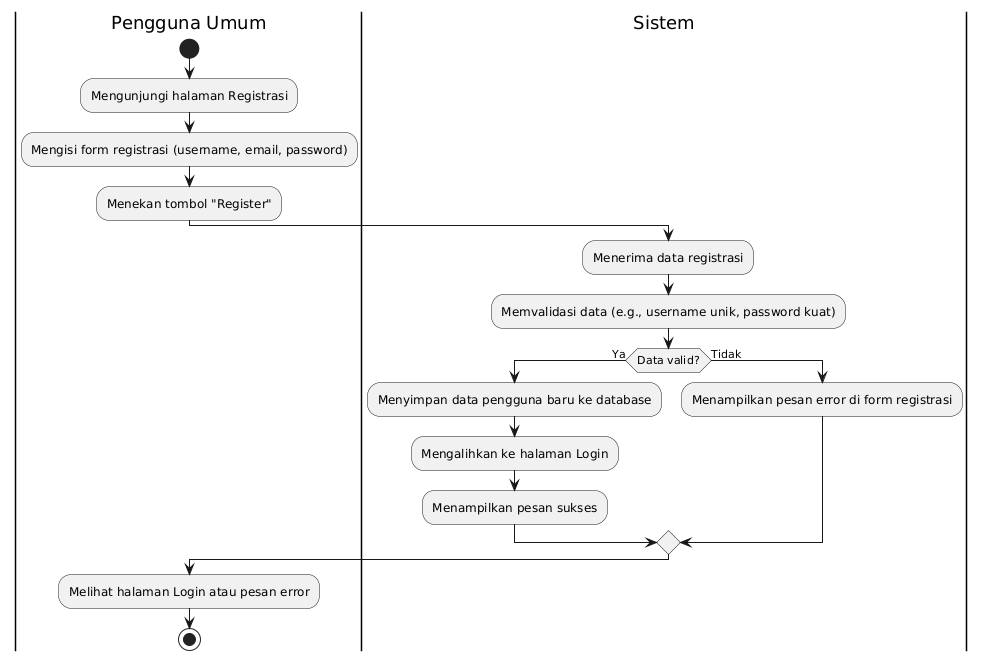 Pengguna Umum
Sistem
Mengunjungi halaman Registrasi
Mengisi form registrasi (username, email, password)
Menekan tombol "Register"
Menerima data registrasi
Memvalidasi data (e.g., username unik, password kuat)
Ya
Data valid?
Tidak
Menyimpan data pengguna baru ke database
Menampilkan pesan error di form registrasi
Mengalihkan ke halaman Login
Menampilkan pesan sukses
Melihat halaman Login atau pesan error